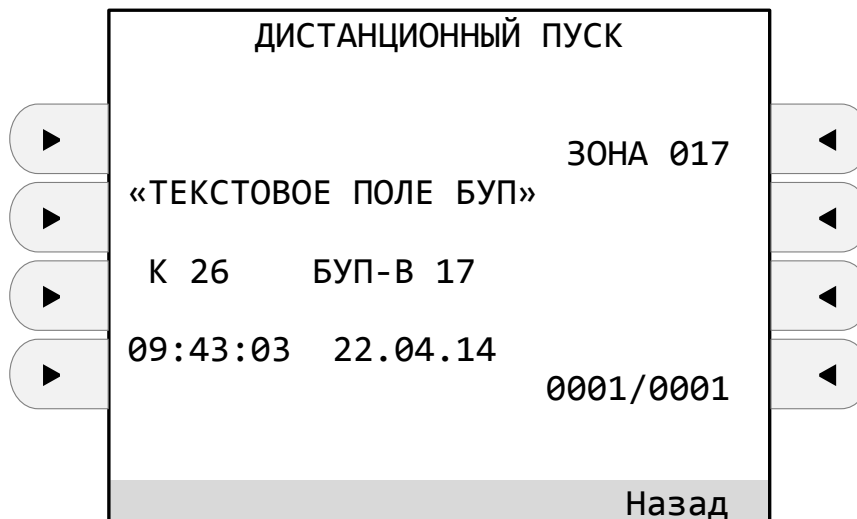 ДИСТАНЦИОННЫЙ ПУСК
ЗОНА 017
«ТЕКСТОВОЕ ПОЛЕ БУП»
К 26 БУП-В 17
09:43:03 22.04.14
0001/0001
Назад